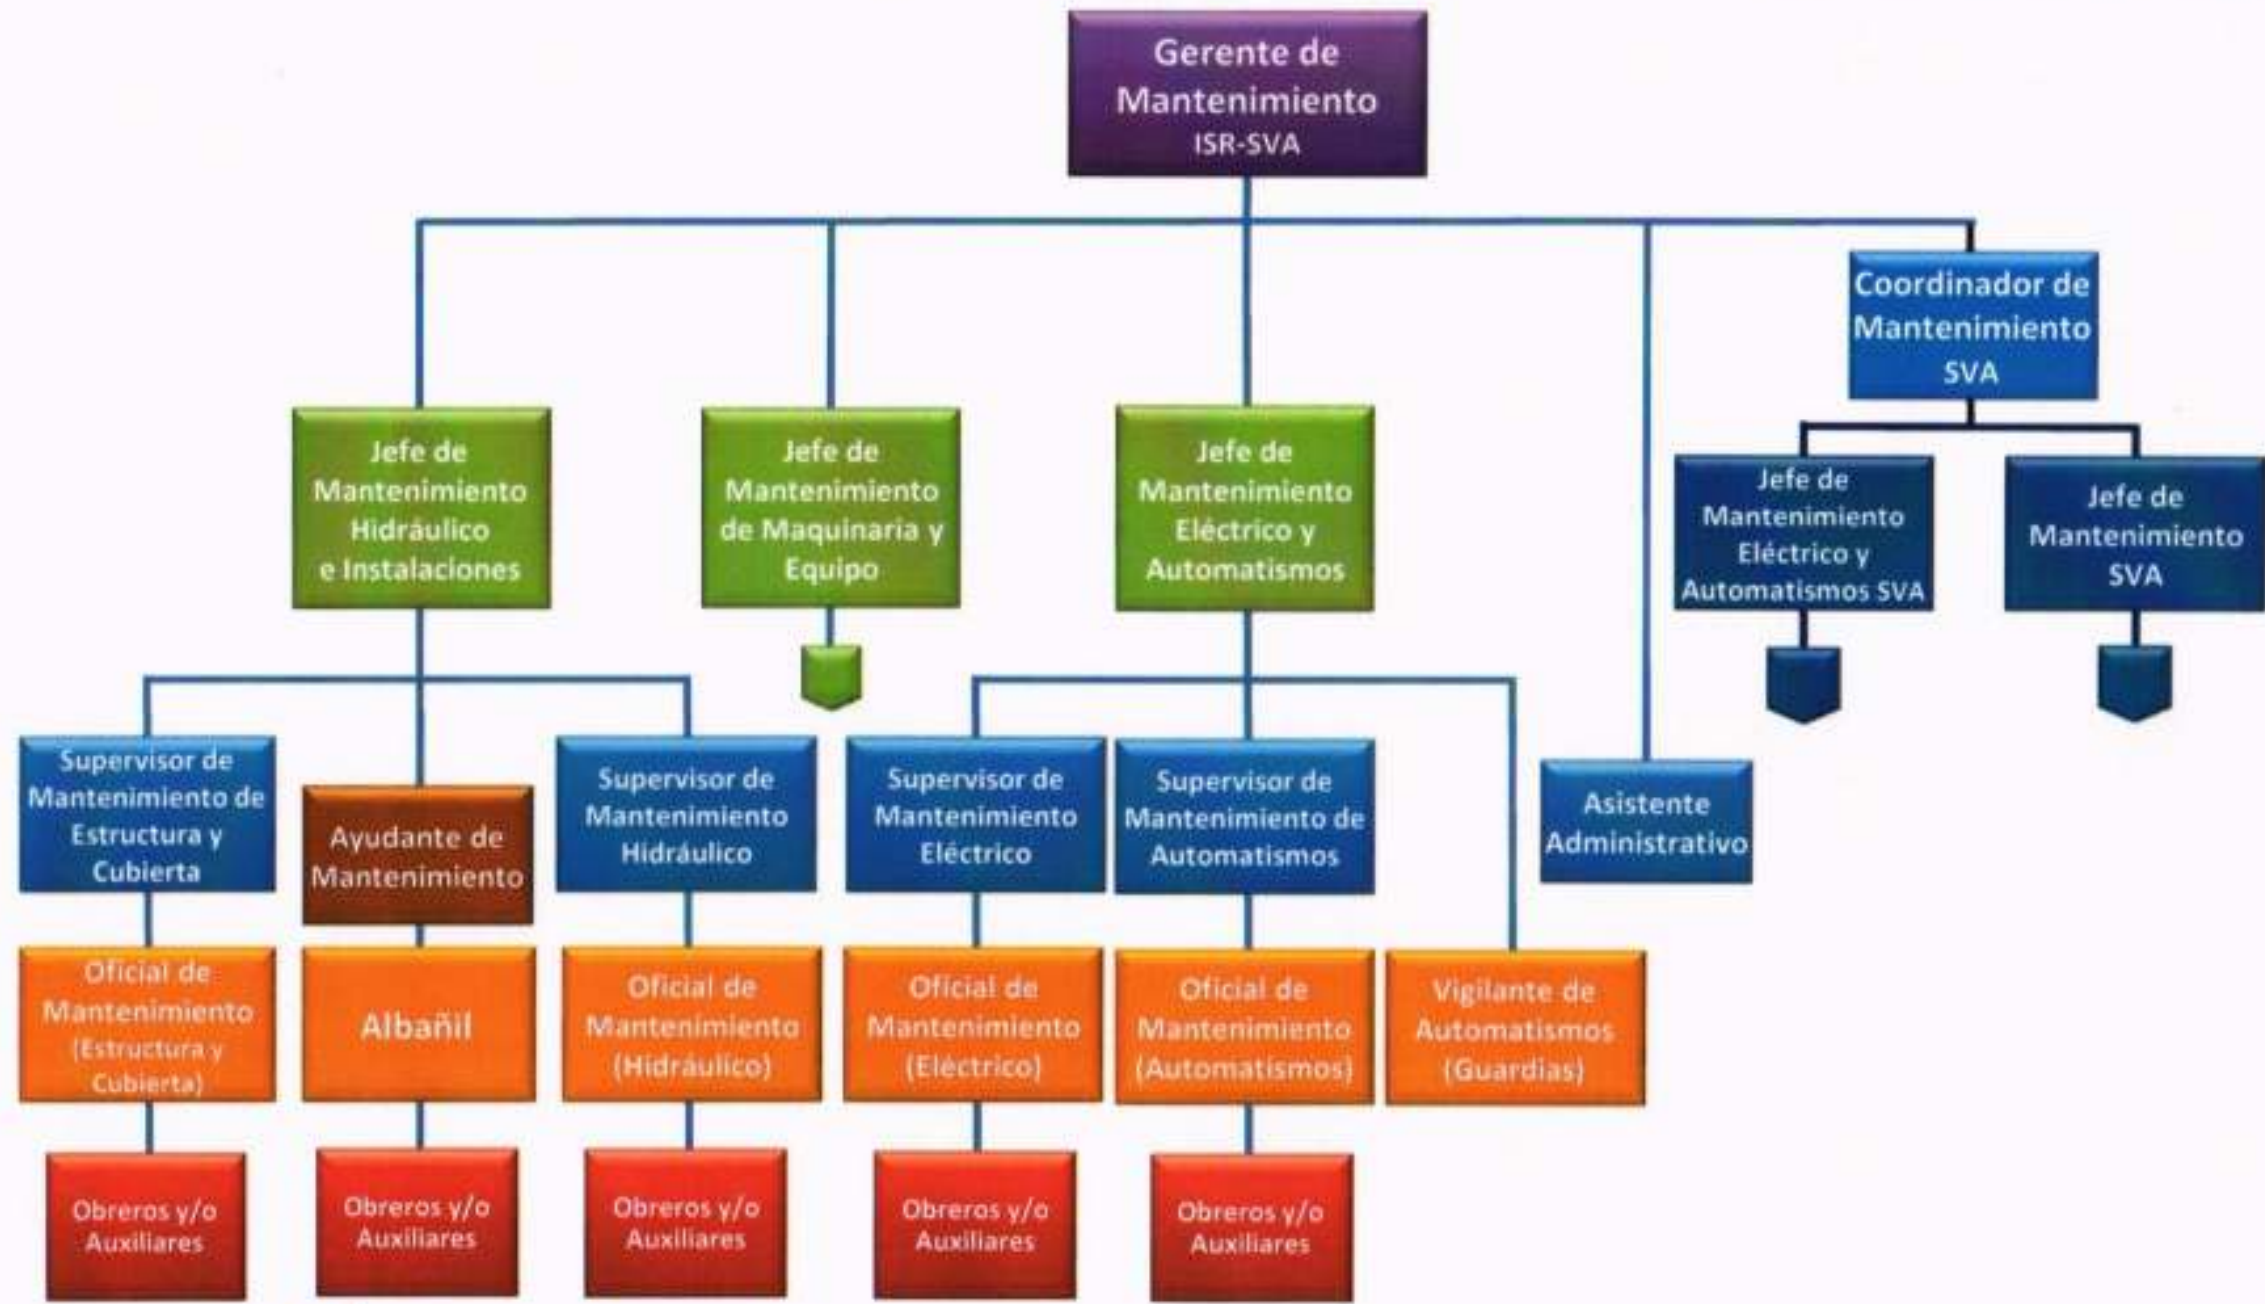 Gerente de
Mantenimiento
ISR-SVA
Coordinador de
Mantenimiento
SVA
Jefe de
Mantenimiento
Hidráulico
e Instalaciones
Jefe de
Mantenimiento
de Maquinaria y
Equipo
Jefe de
Mantenimiento
Eléctrico y
Automatismos
Jefe de
Mantenimiento
Eléctrico y
Automatismos SVA
Jefe de
Mantenimiento
SVA
Supervisor de
Mantenimiento de
Estructura y
Cubierta
Ayudante de
Mantenimiento
Supervisor de
Mantenimiento
Hidráulico
Supervisor de
Mantenimiento
Eléctrico
Supervisor de
Mantenimiento de
Automatismos
Asistente
Administrativo
Oficial de
Mantenimiento
(Estructura y
Cubierta)
Albañil
Oficial de
Mantenimiento
(Hidráulico)
Oficial de
Mantenimiento
(Eléctrico)
Oficial de
Mantenimiento
(Automatismos)
Vigilante de
Automatismos
(Guardias)
Obreros y/o
Auxiliares
Obreros y/o
Auxiliares
Obreros y/o
Auxiliares
Obreros y/o
Auxiliares
Obreros y/o
Auxiliares